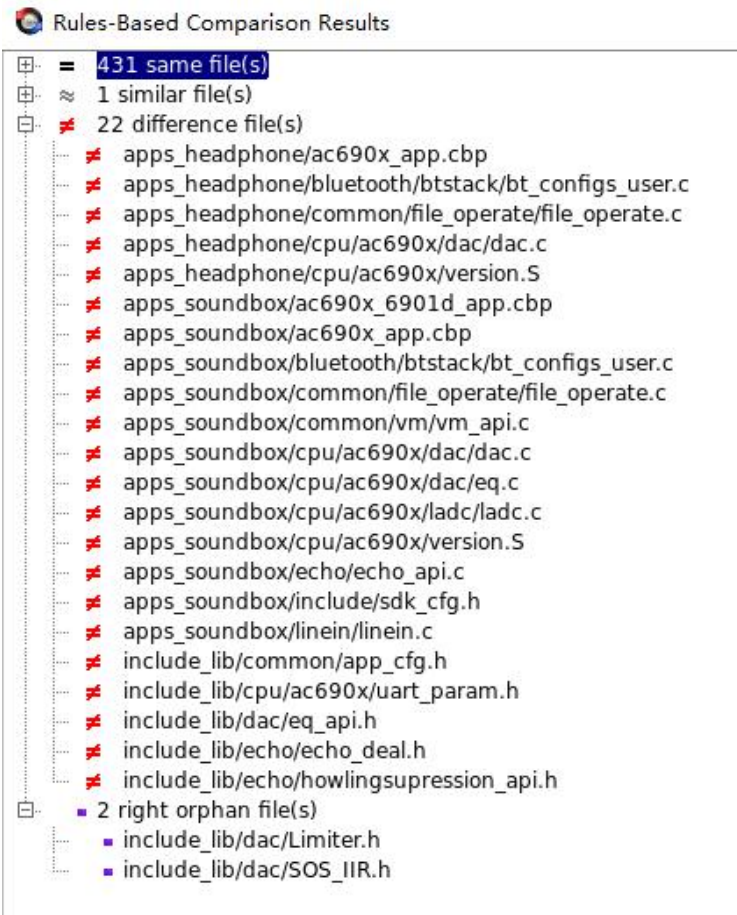 Rules-Based Comparison Results
= 431 same file(s)
≈ 1 similar file(s)
≠ 22 difference file(s)
≠ apps_headphone/ac690x_app.cbp
≠ apps_headphone/bluetooth/btstack/bt_configs_user.c
≠ apps_headphone/common/file_operate/file_operate.c
≠ apps_headphone/cpu/ac690x/dac/dac.c
≠ apps_headphone/cpu/ac690x/version.S
≠ apps_soundbox/ac690x_6901d_app.cbp
≠ apps_soundbox/ac690x_app.cbp
≠ apps_soundbox/bluetooth/btstack/bt_configs_user.c
≠ apps_soundbox/common/file_operate/file_operate.c
≠ apps_soundbox/common/vm/vm_api.c
≠ apps_soundbox/cpu/ac690x/dac/dac.c
≠ apps_soundbox/cpu/ac690x/dac/eq.c
≠ apps_soundbox/cpu/ac690x/ladc/ladc.c
≠ apps_soundbox/cpu/ac690x/version.S
≠ apps_soundbox/echo/echo_api.c
≠ apps_soundbox/include/sdk_cfg.h
≠ apps_soundbox/linein/linein.c
≠ include_lib/common/app_cfg.h
≠ include_lib/cpu/ac690x/uart_param.h
≠ include_lib/dac/eq_api.h
≠ include_lib/echo/echo_deal.h
≠ include_lib/echo/howlingsupression_api.h
2 right orphan file(s)
include_lib/dac/Limiter.h
include_lib/dac/SOS_IIR.h